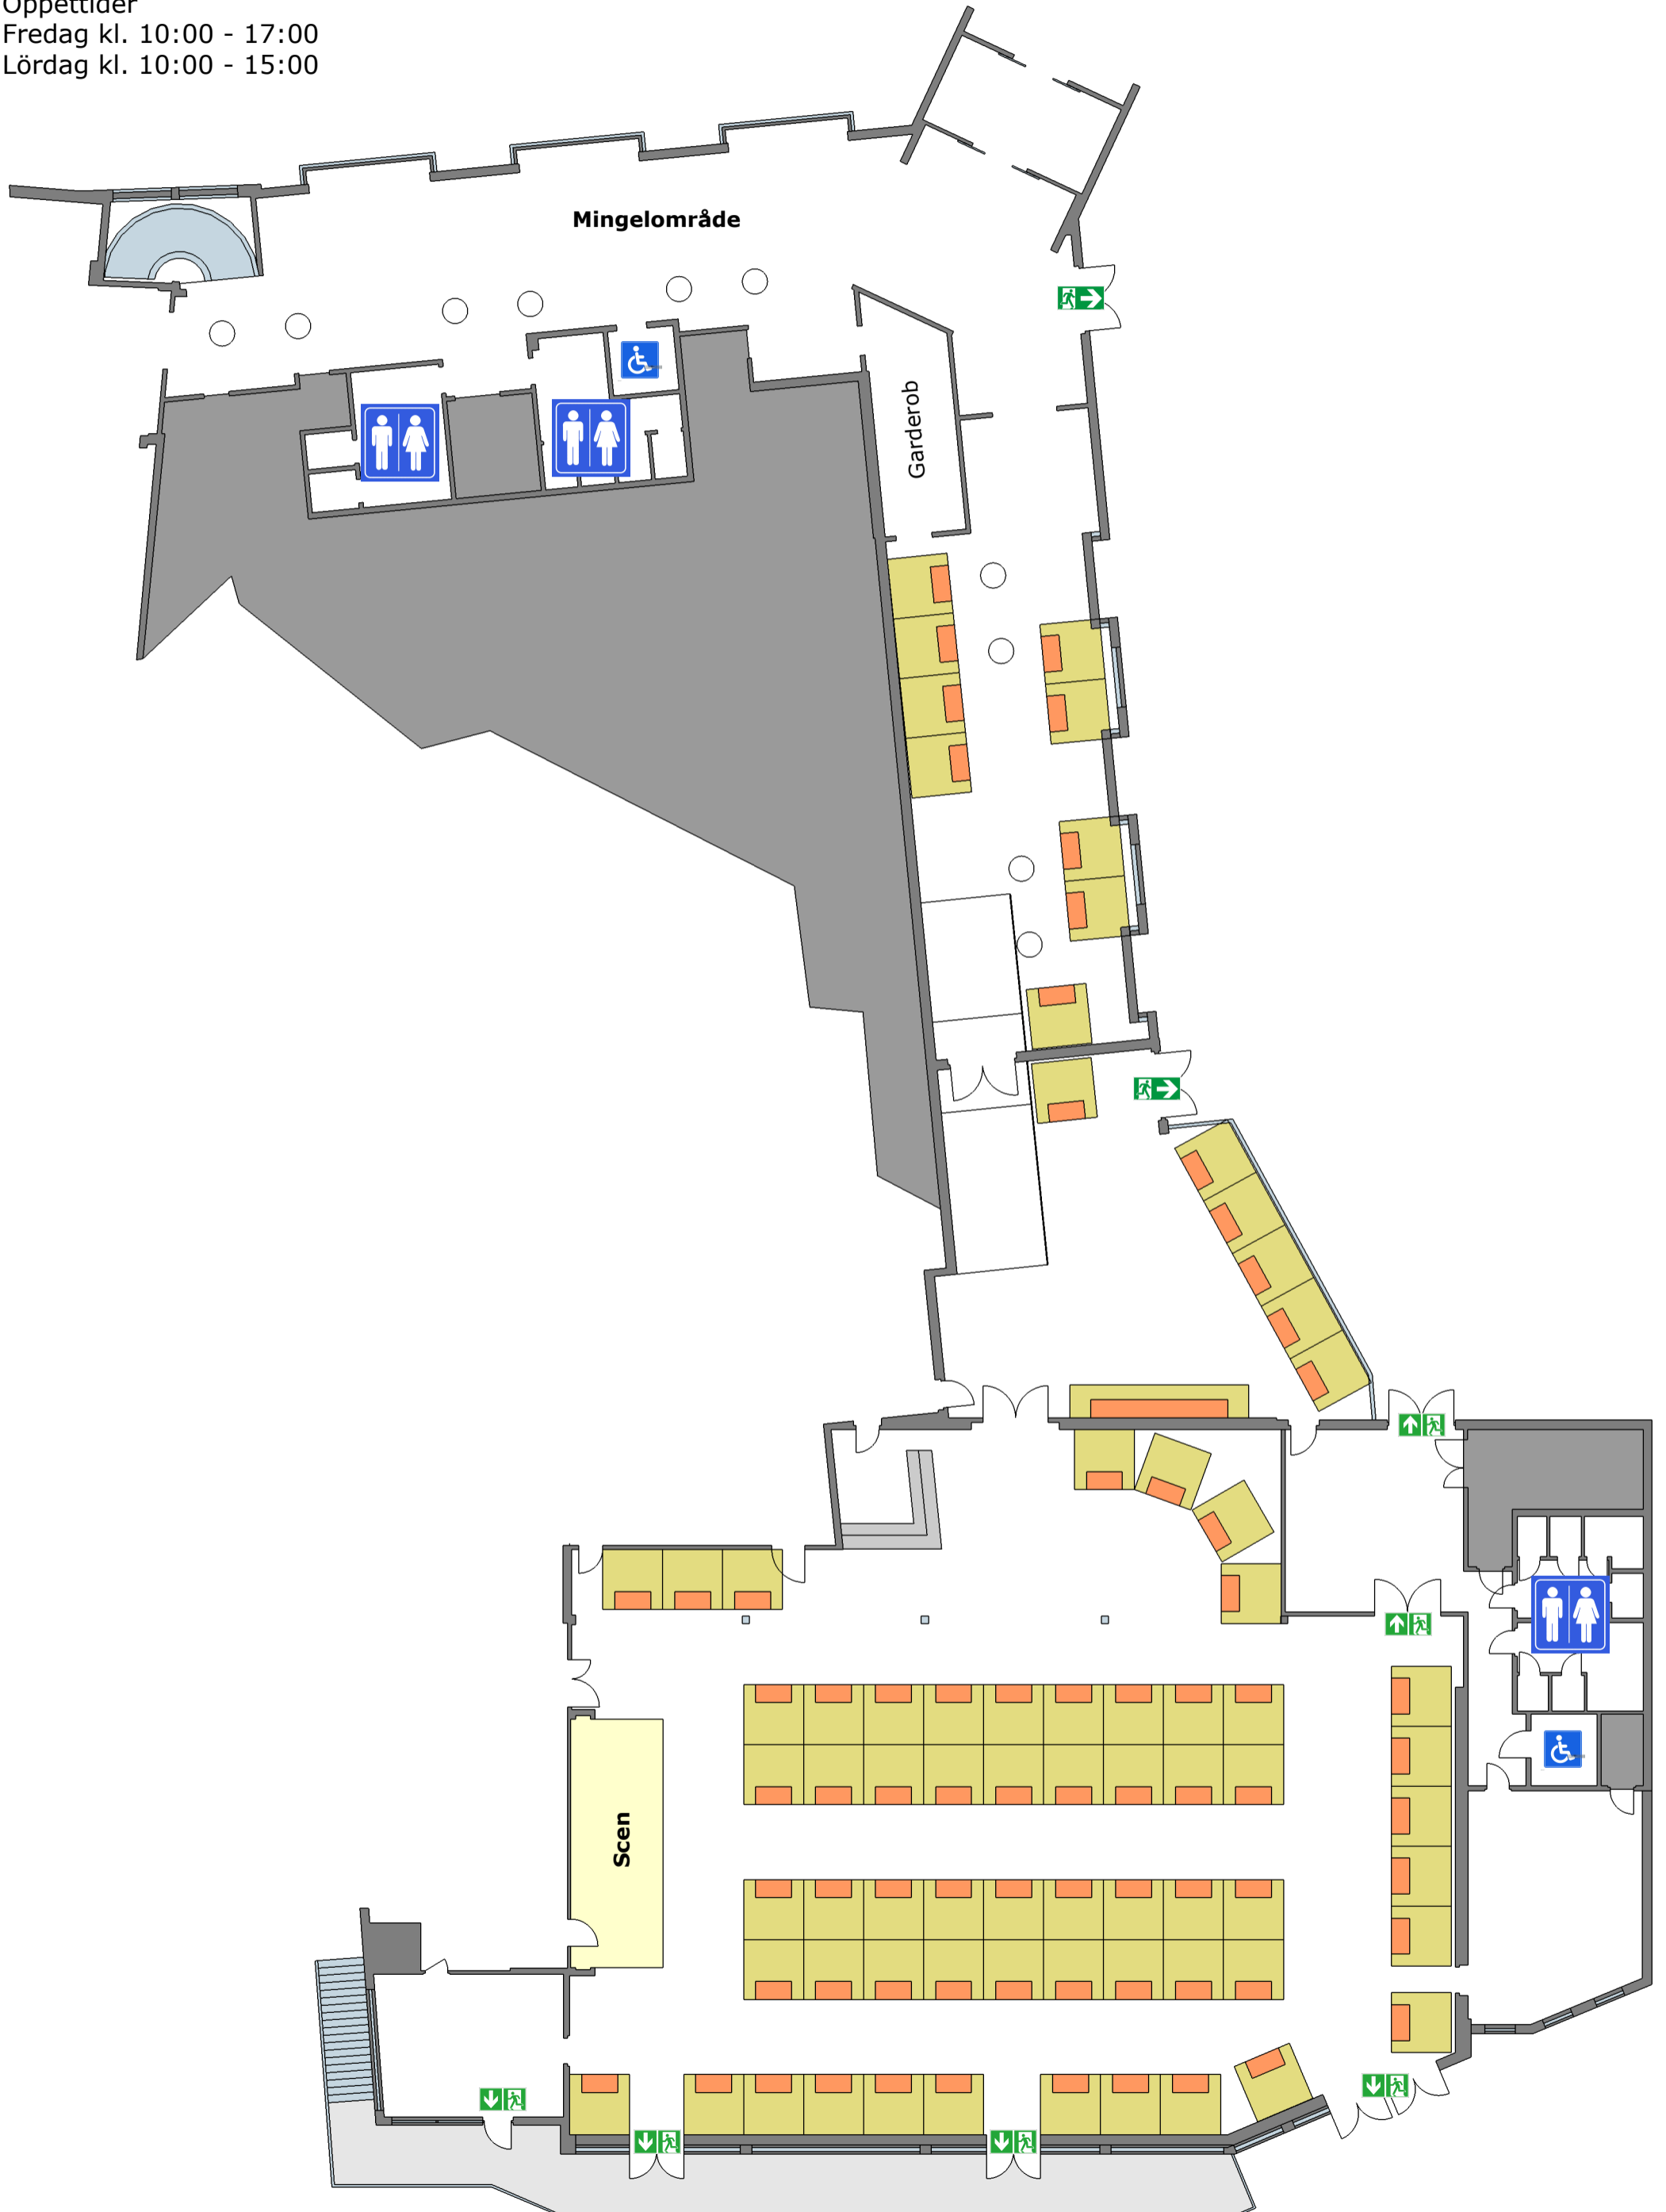 Öppettider
Fredag kl. 10:00 - 17:00
Lördag kl. 10:00 - 15:00
Mingelområde
Garderob
Scen